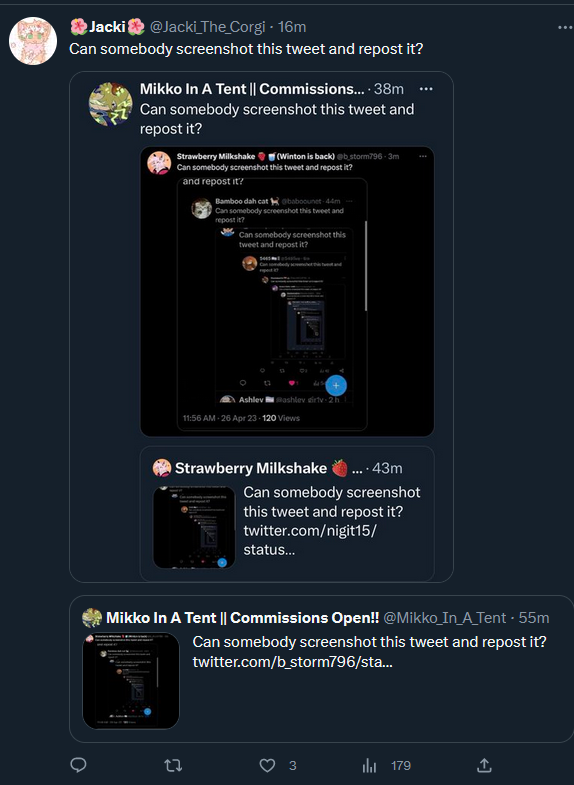 🌺Jacki🌺 @Jacki_The_Corgi · 16m
Can somebody screenshot this tweet and repost it?
Mikko In A Tent || Commissions... · 38m
Can somebody screenshot this tweet and
repost it?
Strawberry Milkshake 🍓🥤(Winton is back) @b_storm796 · 3m
Can somebody screenshot this tweet and repost it?
and repost it?
Bamboo dah cat 🐈 @baboounet · 44m
Can somebody screenshot this tweet and
repost it?
Can somebody screenshot this
tweet and repost it?
Can somebody screenshot this tweet and
repost it?
Ashley @ashley_girly · 2h
11:56 AM · 26 Apr 23 · 120 Views
Strawberry Milkshake 🍓 ... · 43m
Can somebody screenshot
this tweet and repost it?
twitter.com/nigit15/
status...
Mikko In A Tent || Commissions Open!! @Mikko_In_A_Tent · 55m
Can somebody screenshot this tweet and repost it?
twitter.com/b_storm796/sta...
3
179